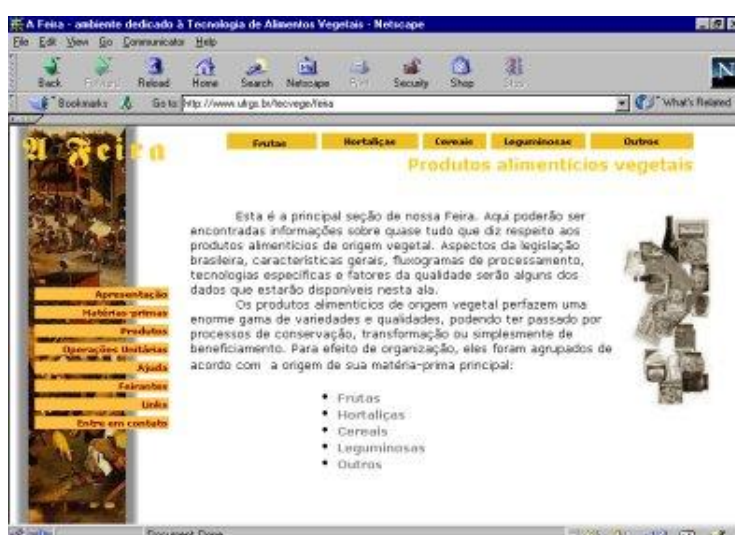 A Feira - ambiente dedicado à Tecnologia de Alimentos Vegetais - Netscape
File Edit View Go Communicator Help
Back Reload Home Search Netscape Print Security Shop Stop
Bookmarks Go to: http://www.ufrgs.br/tecvege/feira What's Related
A Feira
Frutas Hortaliças Cereais Leguminosas Outros
Produtos alimentícios vegetais
Esta é a principal seção de nossa Feira. Aqui poderão ser
encontradas informações sobre quase tudo que diz respeito aos
produtos alimentícios de origem vegetal. Aspectos da legislação
brasileira, características gerais, fluxogramas de processamento,
tecnologias específicas e fatores da qualidade serão alguns dos
dados que estarão disponíveis nesta ala.
Os produtos alimentícios de origem vegetal perfazem uma
enorme gama de variedades e qualidades, podendo ter passado por
processos de conservação, transformação ou simplesmente de
beneficiamento. Para efeito de organização, eles foram agrupados de
acordo com a origem de sua matéria-prima principal:
Frutas
Hortaliças
Cereais
Leguminosas
Outros
Apresentação
Matérias-primas
Produtos
Operações Unitárias
Ajuda
Feirantes
Links
Entre em contato
Document Done